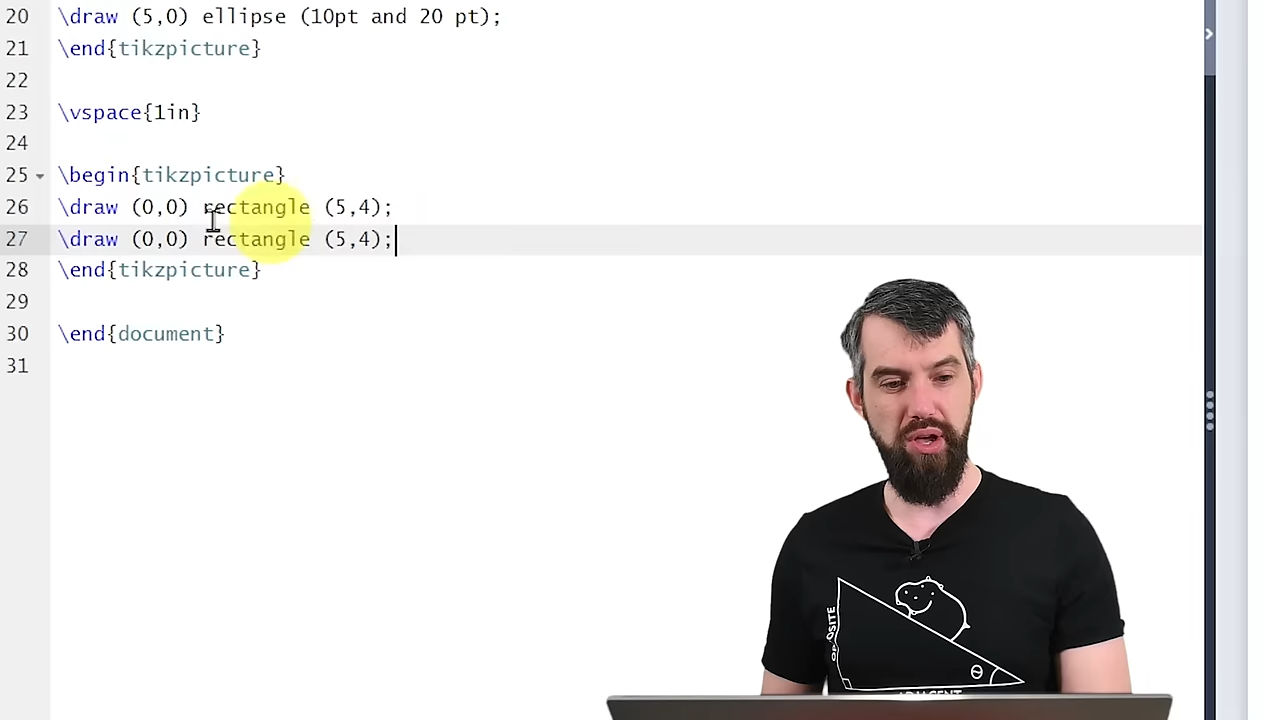 20 \draw (5,0) ellipse (10pt and 20 pt);
21 \end{tikzpicture}
22
23 \vspace{1in}
24
25 \begin{tikzpicture}
26 \draw (0,0) rectangle (5,4);
27 \draw (0,0) rectangle (5,4);
28 \end{tikzpicture}
29
30 \end{document}
31
OPPOSITE
θ
ADJACENT